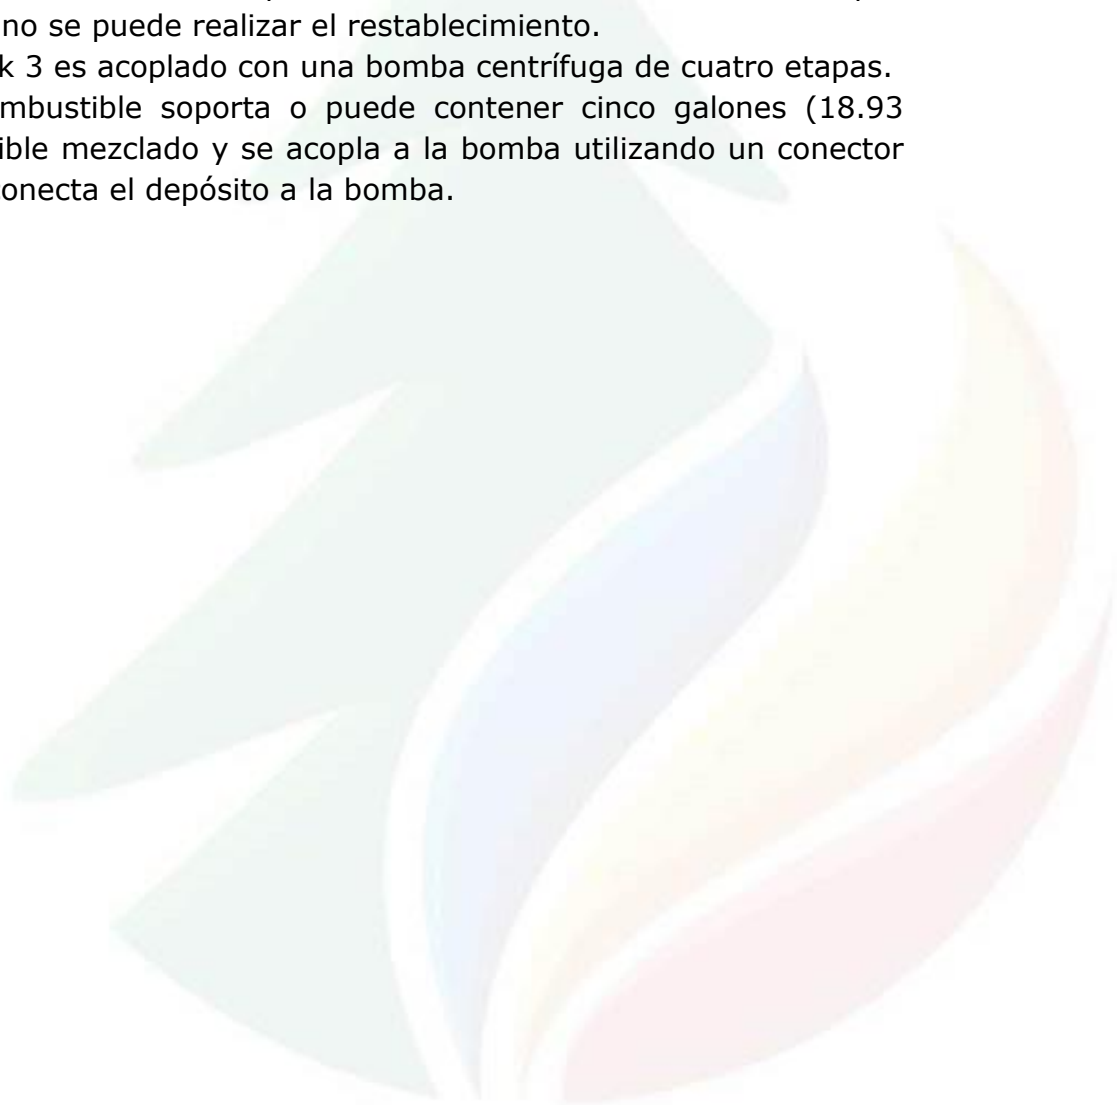 no se puede realizar el restablecimiento.
k 3 es acoplado con una bomba centrífuga de cuatro etapas.
mbustible soporta o puede contener cinco galones (18.93
ible mezclado y se acopla a la bomba utilizando un conector
onecta el depósito a la bomba.